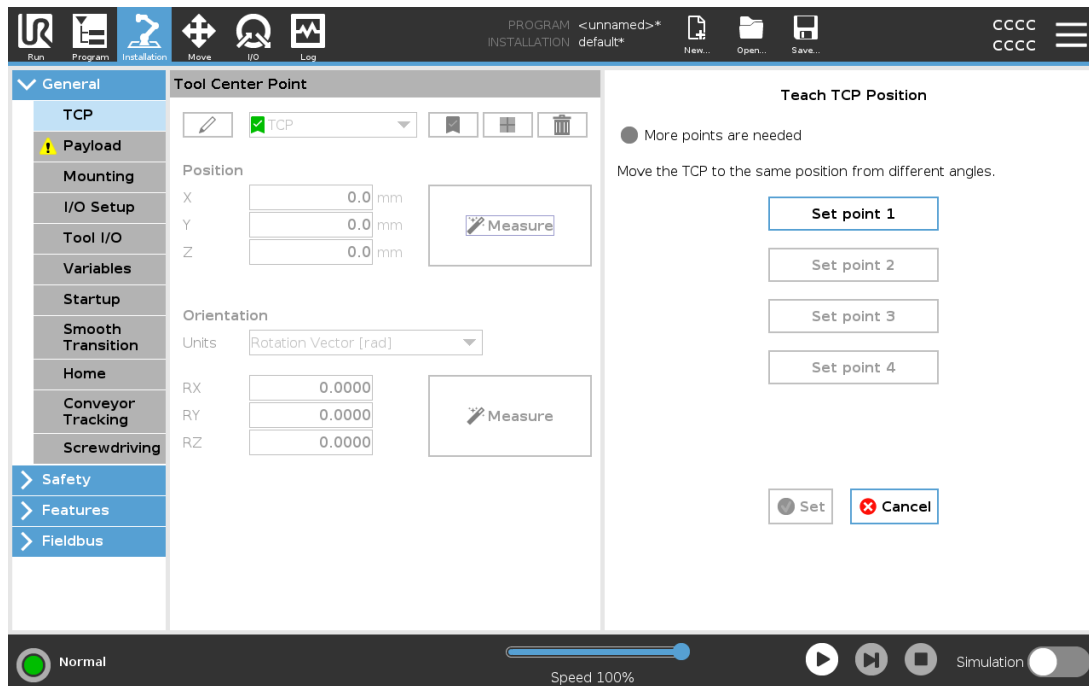 PROGRAM <unnamed>*
INSTALLATION default*
CCCC
CCCC
Run
Program
Installation
Move
I/O
Log
New...
Open...
Save...
General
TCP
Payload
Mounting
I/O Setup
Tool I/O
Variables
Startup
Smooth
Transition
Home
Conveyor
Tracking
Screwdriving
Safety
Features
Fieldbus
Tool Center Point
TCP
Position
X 0.0 mm
Y 0.0 mm
Z 0.0 mm
Measure
Orientation
Units Rotation Vector [rad]
RX 0.0000
RY 0.0000
RZ 0.0000
Measure
Teach TCP Position
More points are needed
Move the TCP to the same position from different angles.
Set point 1
Set point 2
Set point 3
Set point 4
Set Cancel
Normal
Speed 100%
Simulation